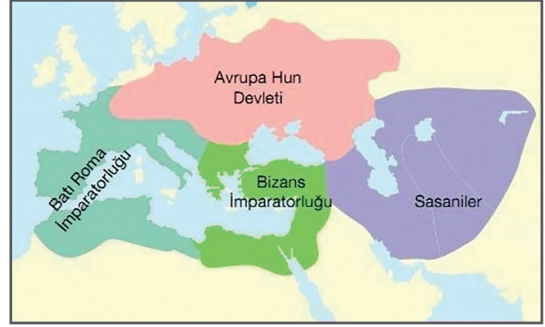 Avrupa Hun
Devleti
Batı Roma
İmparatorluğu
Bizans
İmparatorluğu
Sasaniler